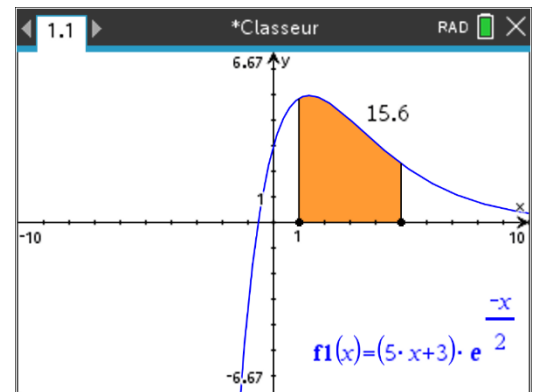 1.1 *Classeur RAD
6.67 y
15.6
1
x
-10 1 10
f1(x)=(5·x+3)·e^(-x/2)
-6.67